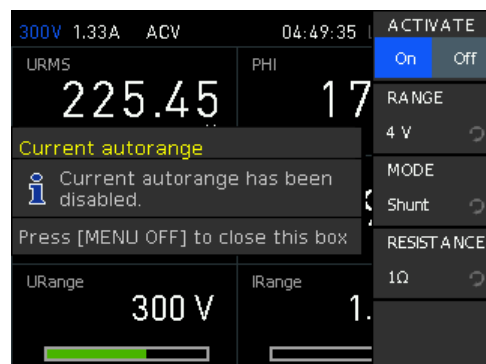 300V 1.33A ACV 04:49:35
ACTIVATE
On Off
URMS
225.45
PHI
17
RANGE
4 V
Current autorange
Current autorange has been
disabled.
Press [MENU OFF] to close this box
MODE
Shunt
RESISTANCE
1Ω
URange
300 V
IRange
1.